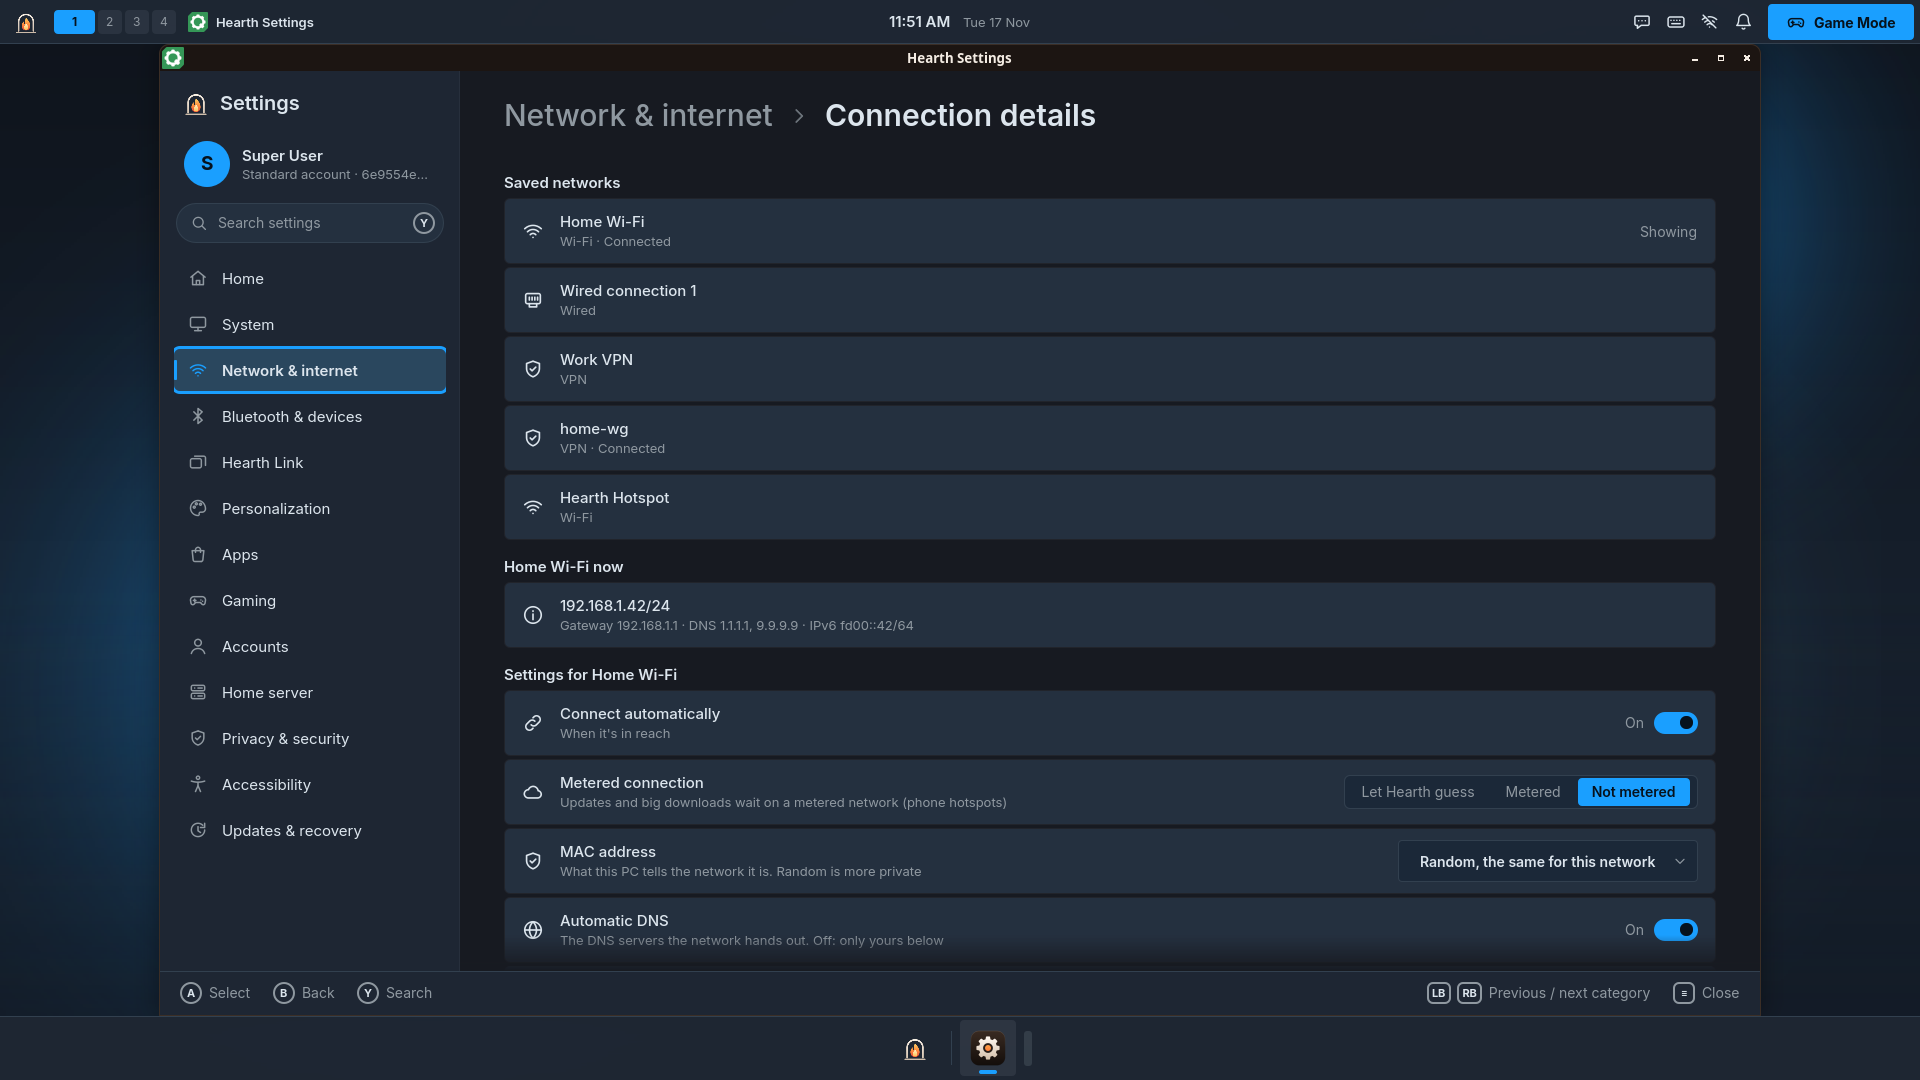 1
2
3
4
Hearth Settings
11:51 AM
Tue 17 Nov
Game Mode
Hearth Settings
Settings
S
Super User
Standard account · 6e9554e...
Search settings
Y
Home
System
Network & internet
Bluetooth & devices
Hearth Link
Personalization
Apps
Gaming
Accounts
Home server
Privacy & security
Accessibility
Updates & recovery
Network & internet > Connection details
Saved networks
Home Wi-Fi
Wi-Fi · Connected
Showing
Wired connection 1
Wired
Work VPN
VPN
home-wg
VPN · Connected
Hearth Hotspot
Wi-Fi
Home Wi-Fi now
192.168.1.42/24
Gateway 192.168.1.1 · DNS 1.1.1.1, 9.9.9.9 · IPv6 fd00::42/64
Settings for Home Wi-Fi
Connect automatically
When it's in reach
On
Metered connection
Updates and big downloads wait on a metered network (phone hotspots)
Let Hearth guess
Metered
Not metered
MAC address
What this PC tells the network it is. Random is more private
Random, the same for this network
Automatic DNS
The DNS servers the network hands out. Off: only yours below
On
A Select
B Back
Y Search
LB RB Previous / next category
Close